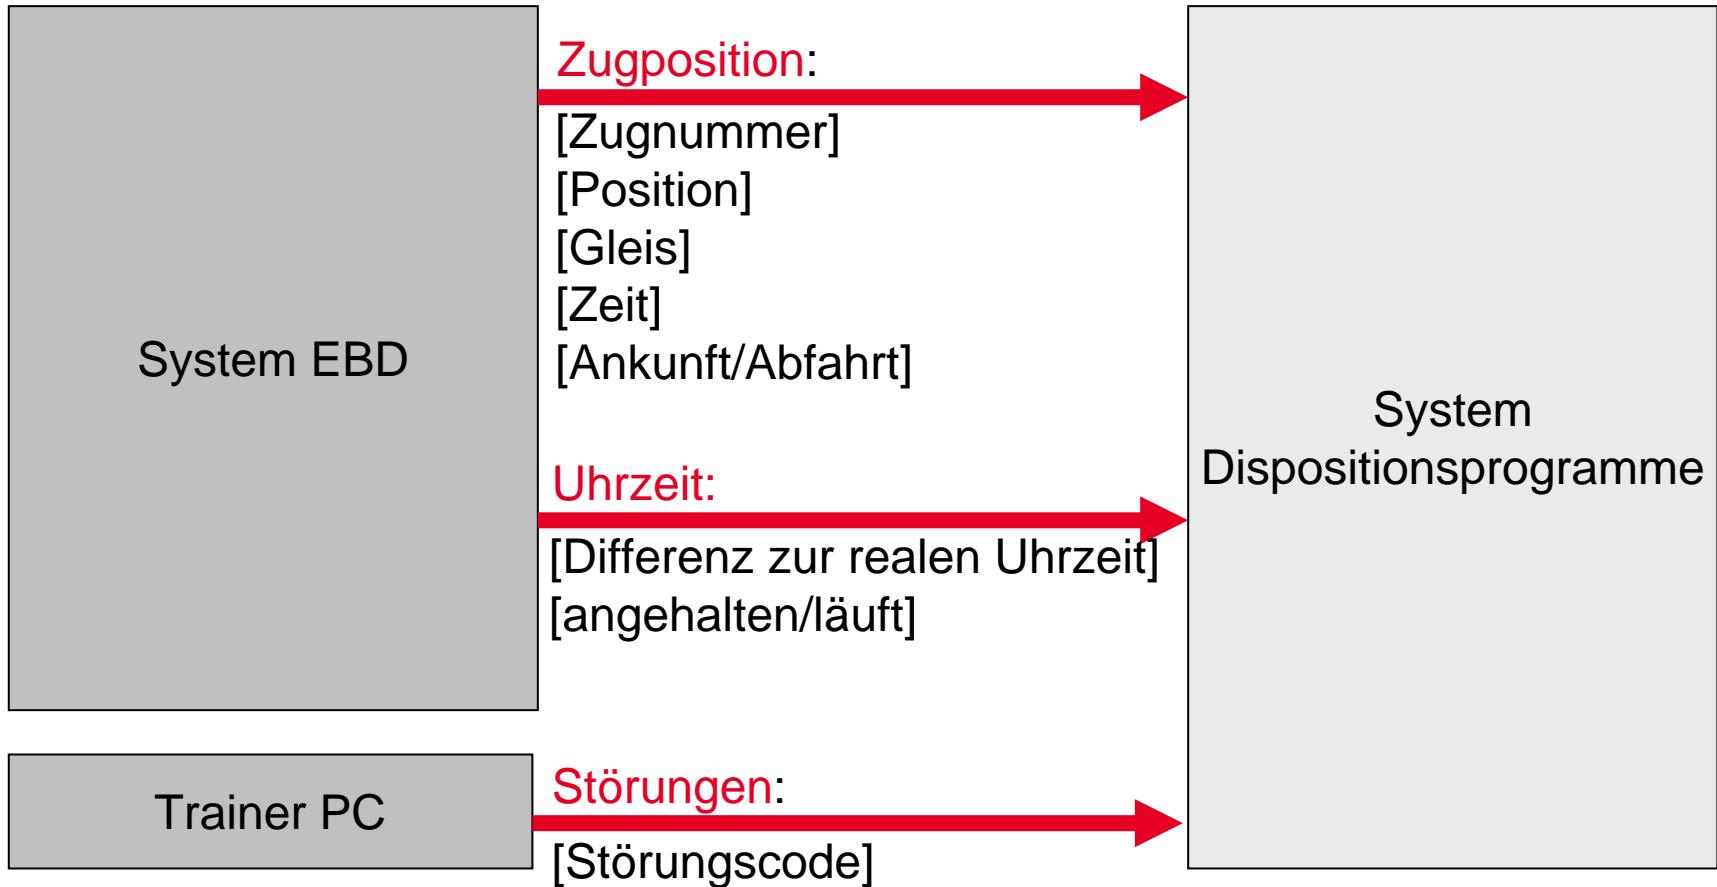 System EBD
Zugposition:
[Zugnummer]
[Position]
[Gleis]
[Zeit]
[Ankunft/Abfahrt]
Uhrzeit:
[Differenz zur realen Uhrzeit]
[angehalten/läuft]
System
Dispositionsprogramme
Trainer PC
Störungen:
[Störungscode]